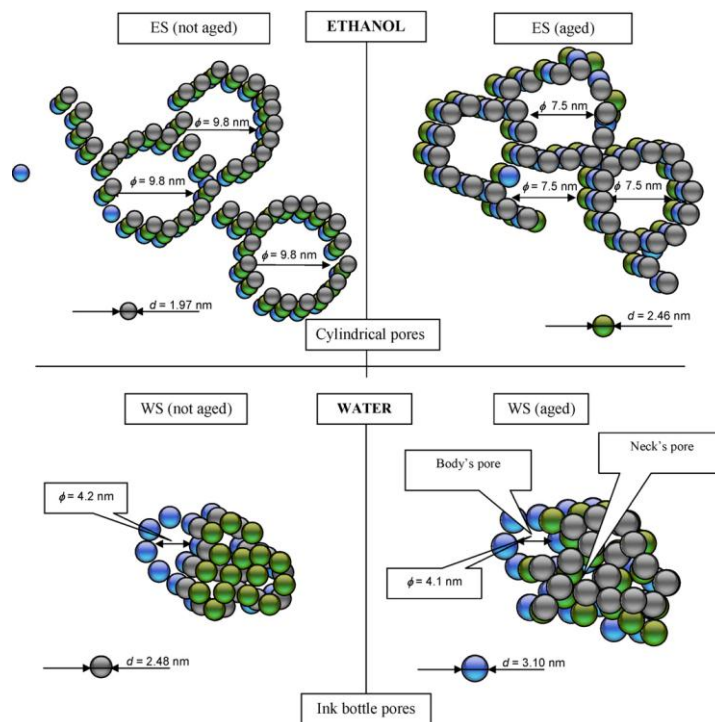 ES (not aged)
ETHANOL
ES (aged)
ϕ = 9.8 nm
ϕ = 9.8 nm
ϕ = 9.8 nm
d = 1.97 nm
ϕ 7.5 nm
ϕ = 7.5 nm
ϕ 7.5 nm
d = 2.46 nm
Cylindrical pores
WS (not aged)
WATER
WS (aged)
ϕ = 4.2 nm
d = 2.48 nm
Body's pore
Neck's pore
ϕ = 4.1 nm
d = 3.10 nm
Ink bottle pores